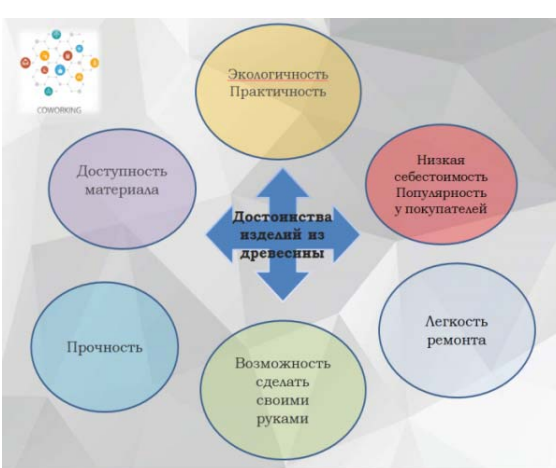 COWORKING
Экологичность
Практичность
Доступность
материала
Низкая
себестоимость
Популярность
у покупателей
Достоинства
изделий из
древесины
Прочность
Возможность
сделать
своими
руками
Легкость
ремонта